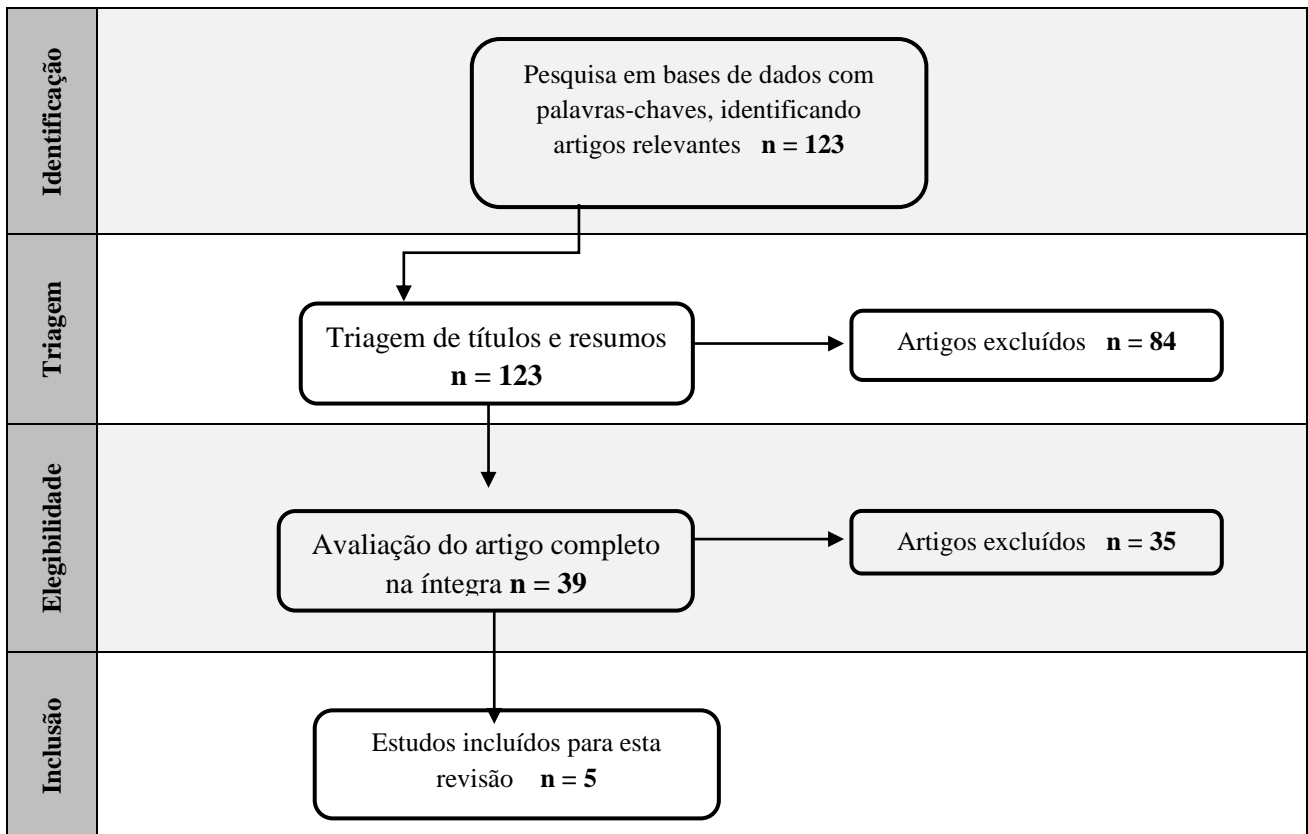 Identificação
Pesquisa em bases de dados com
palavras-chaves, identificando
artigos relevantes n = 123
Triagem
Triagem de títulos e resumos
n = 123
Artigos excluídos n = 84
Elegibilidade
Avaliação do artigo completo
na íntegra n = 39
Artigos excluídos n = 35
Inclusão
Estudos incluídos para esta
revisão n = 5